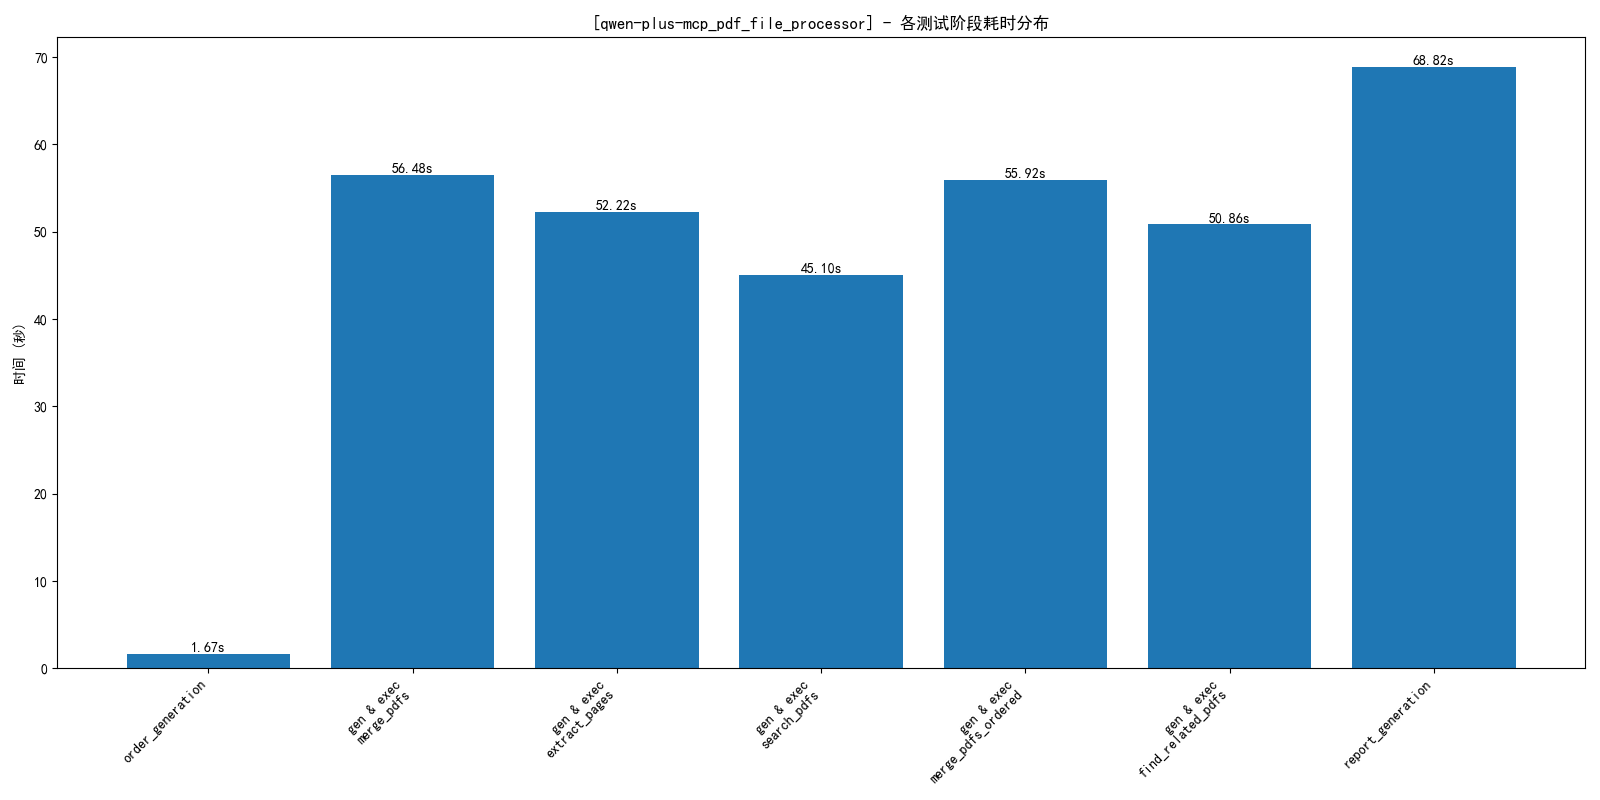 [qwen-plus-mcp_pdf_file_processor] - 各测试阶段耗时分布
时间 (秒)
70
60
50
40
30
20
10
0
1.67s
56.48s
52.22s
45.10s
55.92s
50.86s
68.82s
order_generation
gen & exec
merge_pdfs
gen & exec
extract_pages
gen & exec
search_pdfs
gen & exec
merge_pdfs_ordered
gen & exec
find_related_pdfs
report_generation